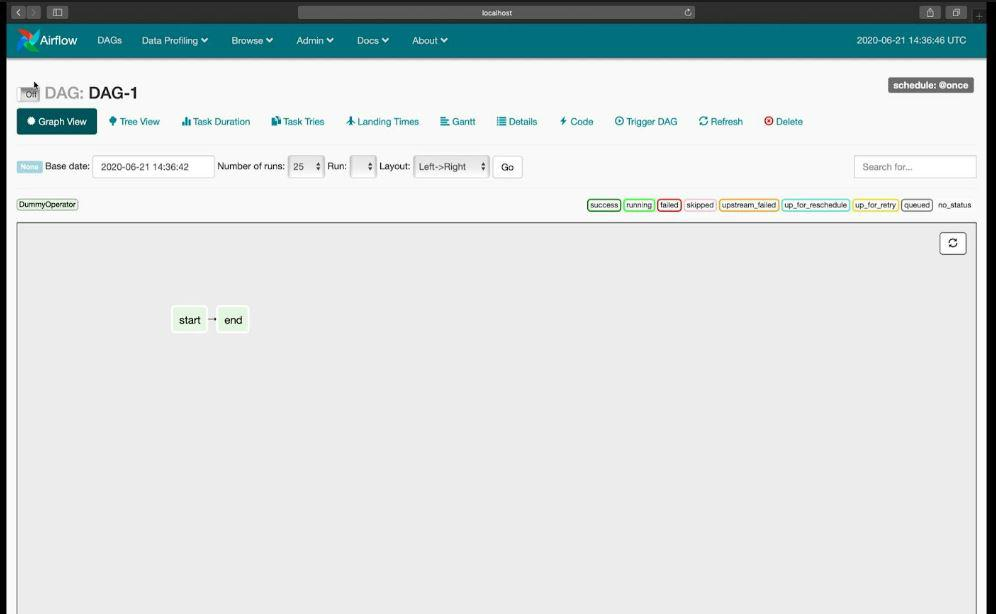 localhost
Airflow DAGs Data Profiling Browse Admin Docs About 2020-06-21 14:36:46 UTC
Off DAG: DAG-1 schedule: @once
Graph View Tree View Task Duration Task Tries Landing Times Gantt Details Code Trigger DAG Refresh Delete
None Base date: 2020-06-21 14:36:42 Number of runs: 25 Run: Layout: Left->Right Go Search for...
DummyOperator success running failed skipped upstream_failed up_for_reschedule up_for_retry queued no_status
start end